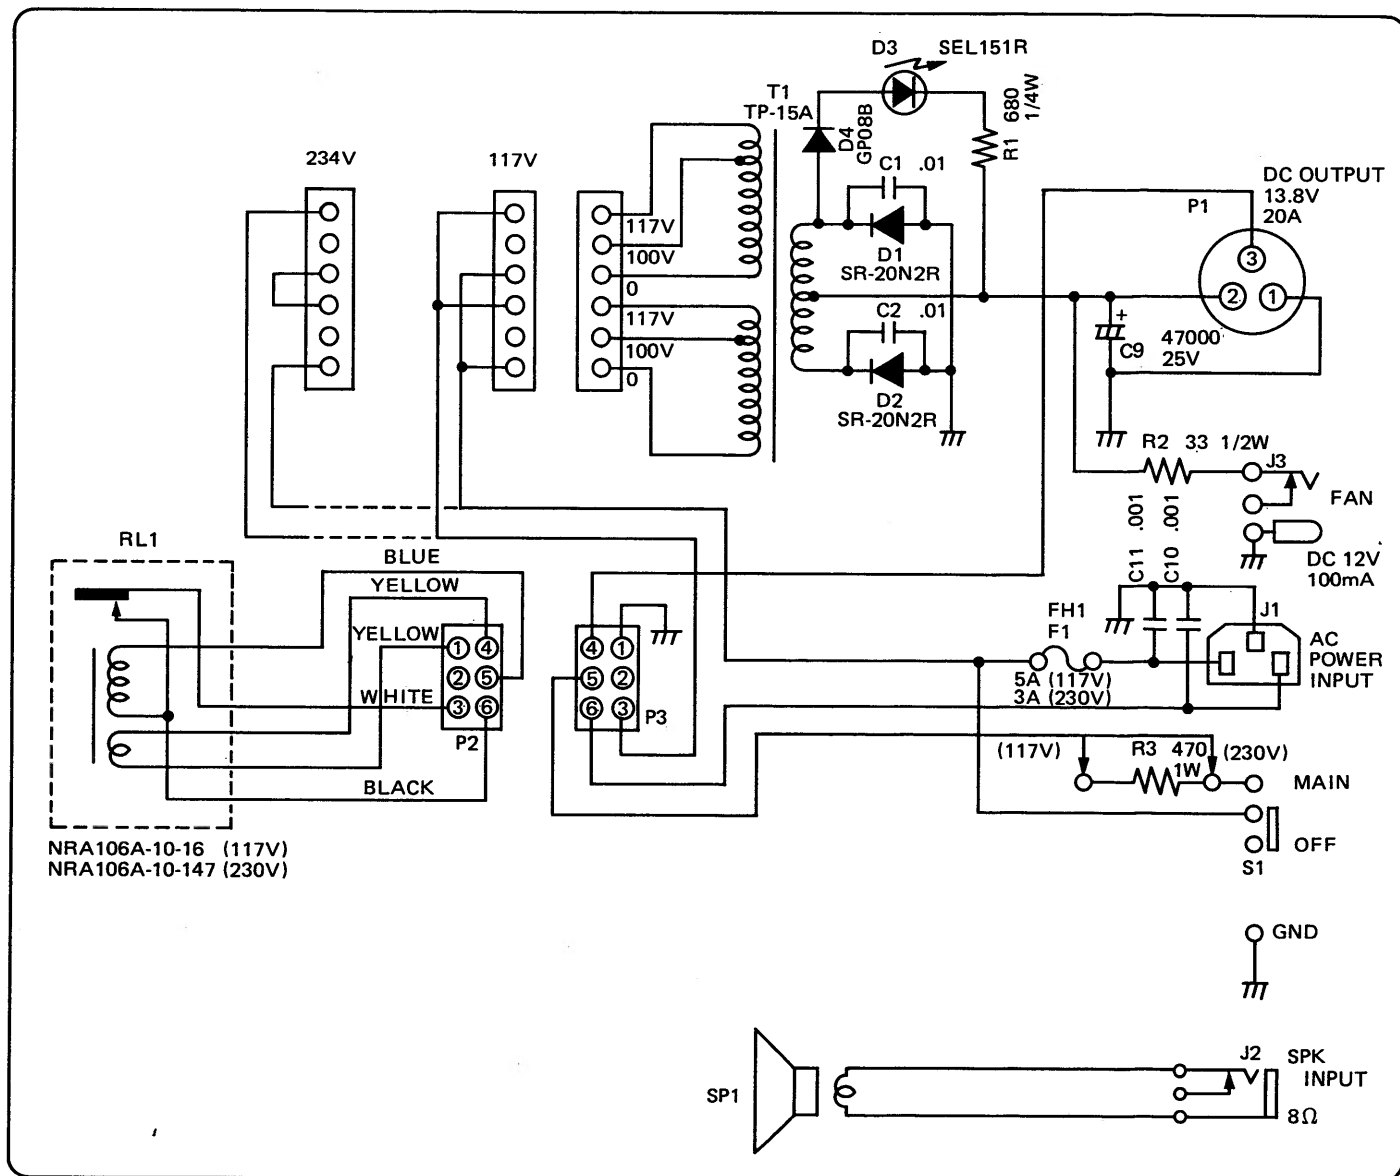 D3 SEL151R
T1
TP-15A
D4
GP08B
R1 680
1/4W
C1 .01
D1
SR-20N2R
C2 .01
D2
SR-20N2R
234V
117V
117V
100V
0
117V
100V
0
DC OUTPUT
13.8V
20A
P1
3
2 1
+
C9
47000
25V
R2 33 1/2W
J3
FAN
DC 12V
100mA
C11 .001
C10 .001
RL1
BLUE
YELLOW
YELLOW
WHITE
BLACK
1 4
2 5
3 6
P2
4 1
5 2
6 3
P3
FH1
F1
5A (117V)
3A (230V)
J1
AC
POWER
INPUT
(117V)
R3 470
1W
(230V)
MAIN
OFF
S1
NRA106A-10-16 (117V)
NRA106A-10-147 (230V)
GND
SP1
J2
SPK
INPUT
8Ω